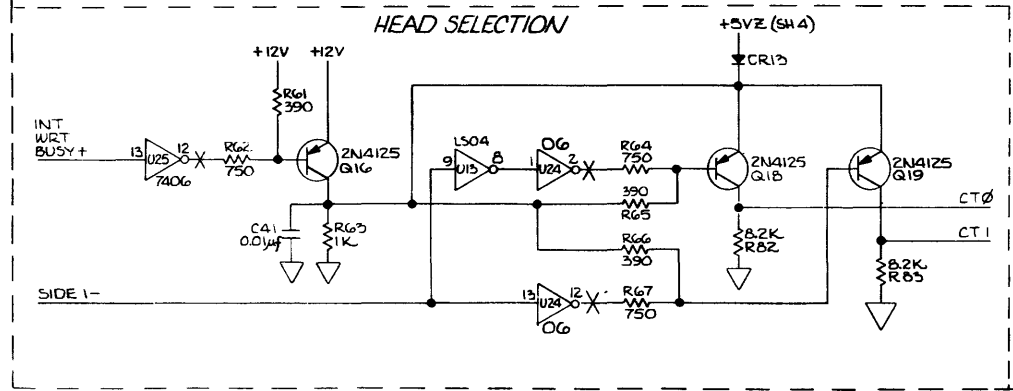 HEAD SELECTION
+5VZ (SH4)
+12V
+12V
CR13
R61
390
INT
WRT
BUSY+
13
U25
12
7406
R62
750
2N4125
Q16
LS04
9
U13
8
06
1
U24
2
R64
750
2N4125
Q18
2N4125
Q19
390
R65
CTØ
C41
0.01µf
R63
1K
R66
390
8.2K
R82
CT1
8.2K
R83
SIDE 1-
13
U24
12
06
R67
750